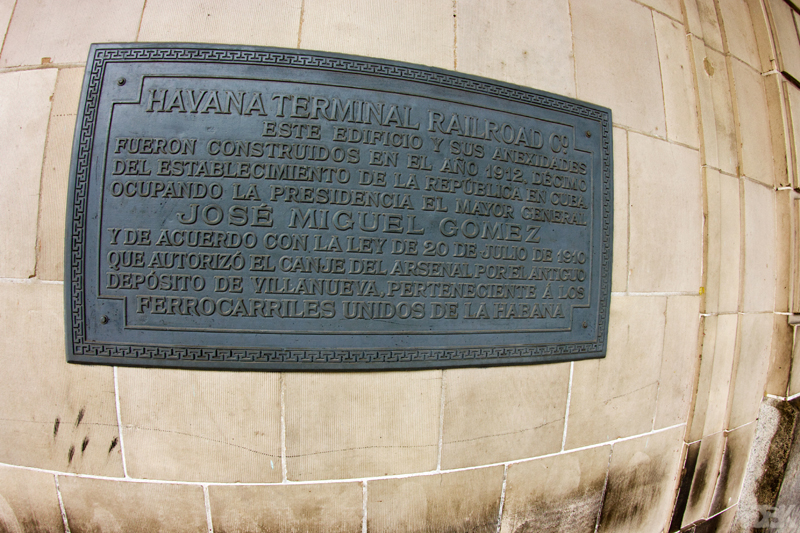 HAVANA TERMINAL RAILROAD Cº
ESTE EDIFICIO Y SUS ANEXIDADES
FUERON CONSTRUIDOS EN EL AÑO 1912, DÉCIMO
DEL ESTABLECIMIENTO DE LA REPÚBLICA EN CUBA
OCUPANDO LA PRESIDENCIA EL MAYOR GENERAL
JOSÉ MIGUEL GOMEZ
Y DE ACUERDO CON LA LEY DE 20 DE JULIO DE 1910
QUE AUTORIZÓ EL CANJE DEL ARSENAL POR EL ANTIGUO
DEPÓSITO DE VILLANUEVA, PERTENECIENTE Á LOS
FERROCARRILES UNIDOS DE LA HABANA